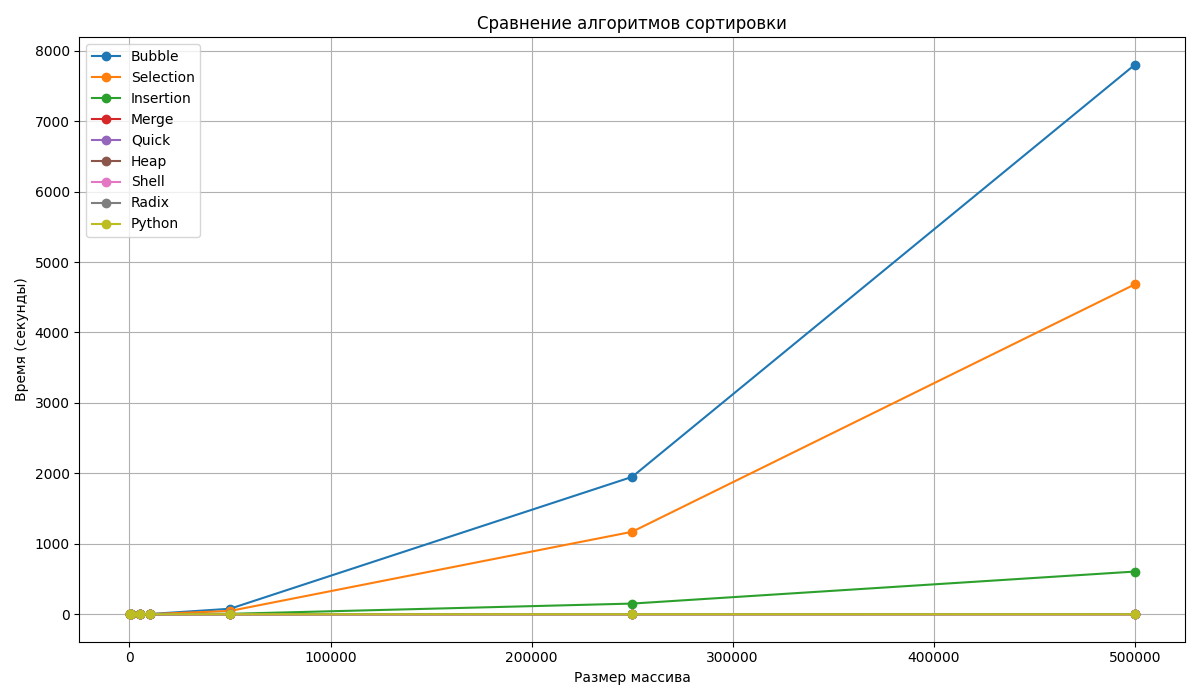 Сравнение алгоритмов сортировки
Bubble
Selection
Insertion
Merge
Quick
Heap
Shell
Radix
Python
Время (секунды)
8000
7000
6000
5000
4000
3000
2000
1000
0
0 100000 200000 300000 400000 500000
Размер массива